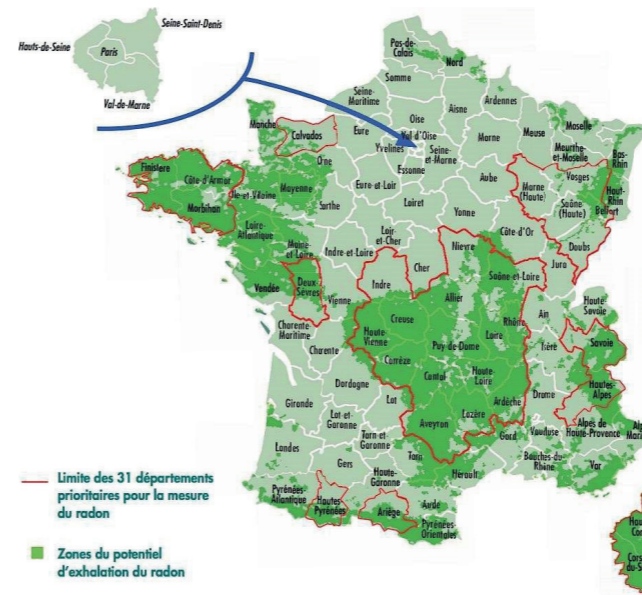 Seine-Saint-Denis
Hauts-de-Seine
Paris
Val-de-Marne
Pas-de-
Calais
Nord
Somme
Seine-
Maritime
Aisne
Ardennes
Oise
Manche
Calvados
Eure
Val d'Oise
Marne
Meuse
Moselle
Meurthe-
et-Moselle
Bas-
Rhin
Yvelines
Seine-
et-Marne
Essonne
Orne
Finistere
Côte-d'Armor
Ille-et-Vilaine
Mayenne
Eure-et-Loir
Aube
Marne
(Haute)
Vosges
Haut-
Rhin
Belfort
Saône
(Haute)
Morbihan
Sarthe
Loiret
Yonne
Loire-
Atlantique
Maine-
et-Loire
Indre-et-Loire
Loir-
et-Cher
Cher
Nievre
Côte-d'Or
Doubs
Jura
Vendée
Deux-
Sèvres
Vienne
Indre
Saône-et-Loire
Allier
Ain
Haute-
Savoie
Charente-
Maritime
Charente
Creuse
Haute
Vienne
Puy-de-Dome
Loire
Rhône
Isère
Savoie
Corrèze
Cantal
Haute-
Loire
Ardèche
Drome
Hautes-
Alpes
Dordogne
Gironde
Lot
Lot-et-
Garonne
Aveyron
Lozère
Gard
Vaucluse
Alpes de
Haute-Provence
Landes
Tarn et
Garonne
Gers
Tarn
Haute-
Garonne
Hérault
Bouches-du-
Rhône
Var
Pyrénées-
Atlantique
Hautes-
Pyrénées
Ariège
Aude
Pyrénées-
Orientales
Limite des 31 départements
prioritaires pour la mesure
du radon
Zones du potentiel
d'exhalation du radon